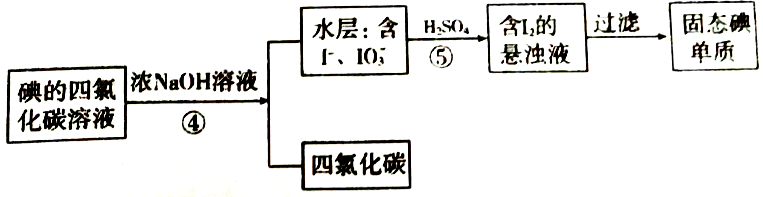 碘的四氯
化碳溶液
浓NaOH溶液
④
水层：含
I⁻、IO₃⁻
H₂SO₄
⑤
含I₂的
悬浊液
过滤
固态碘
单质
四氯化碳